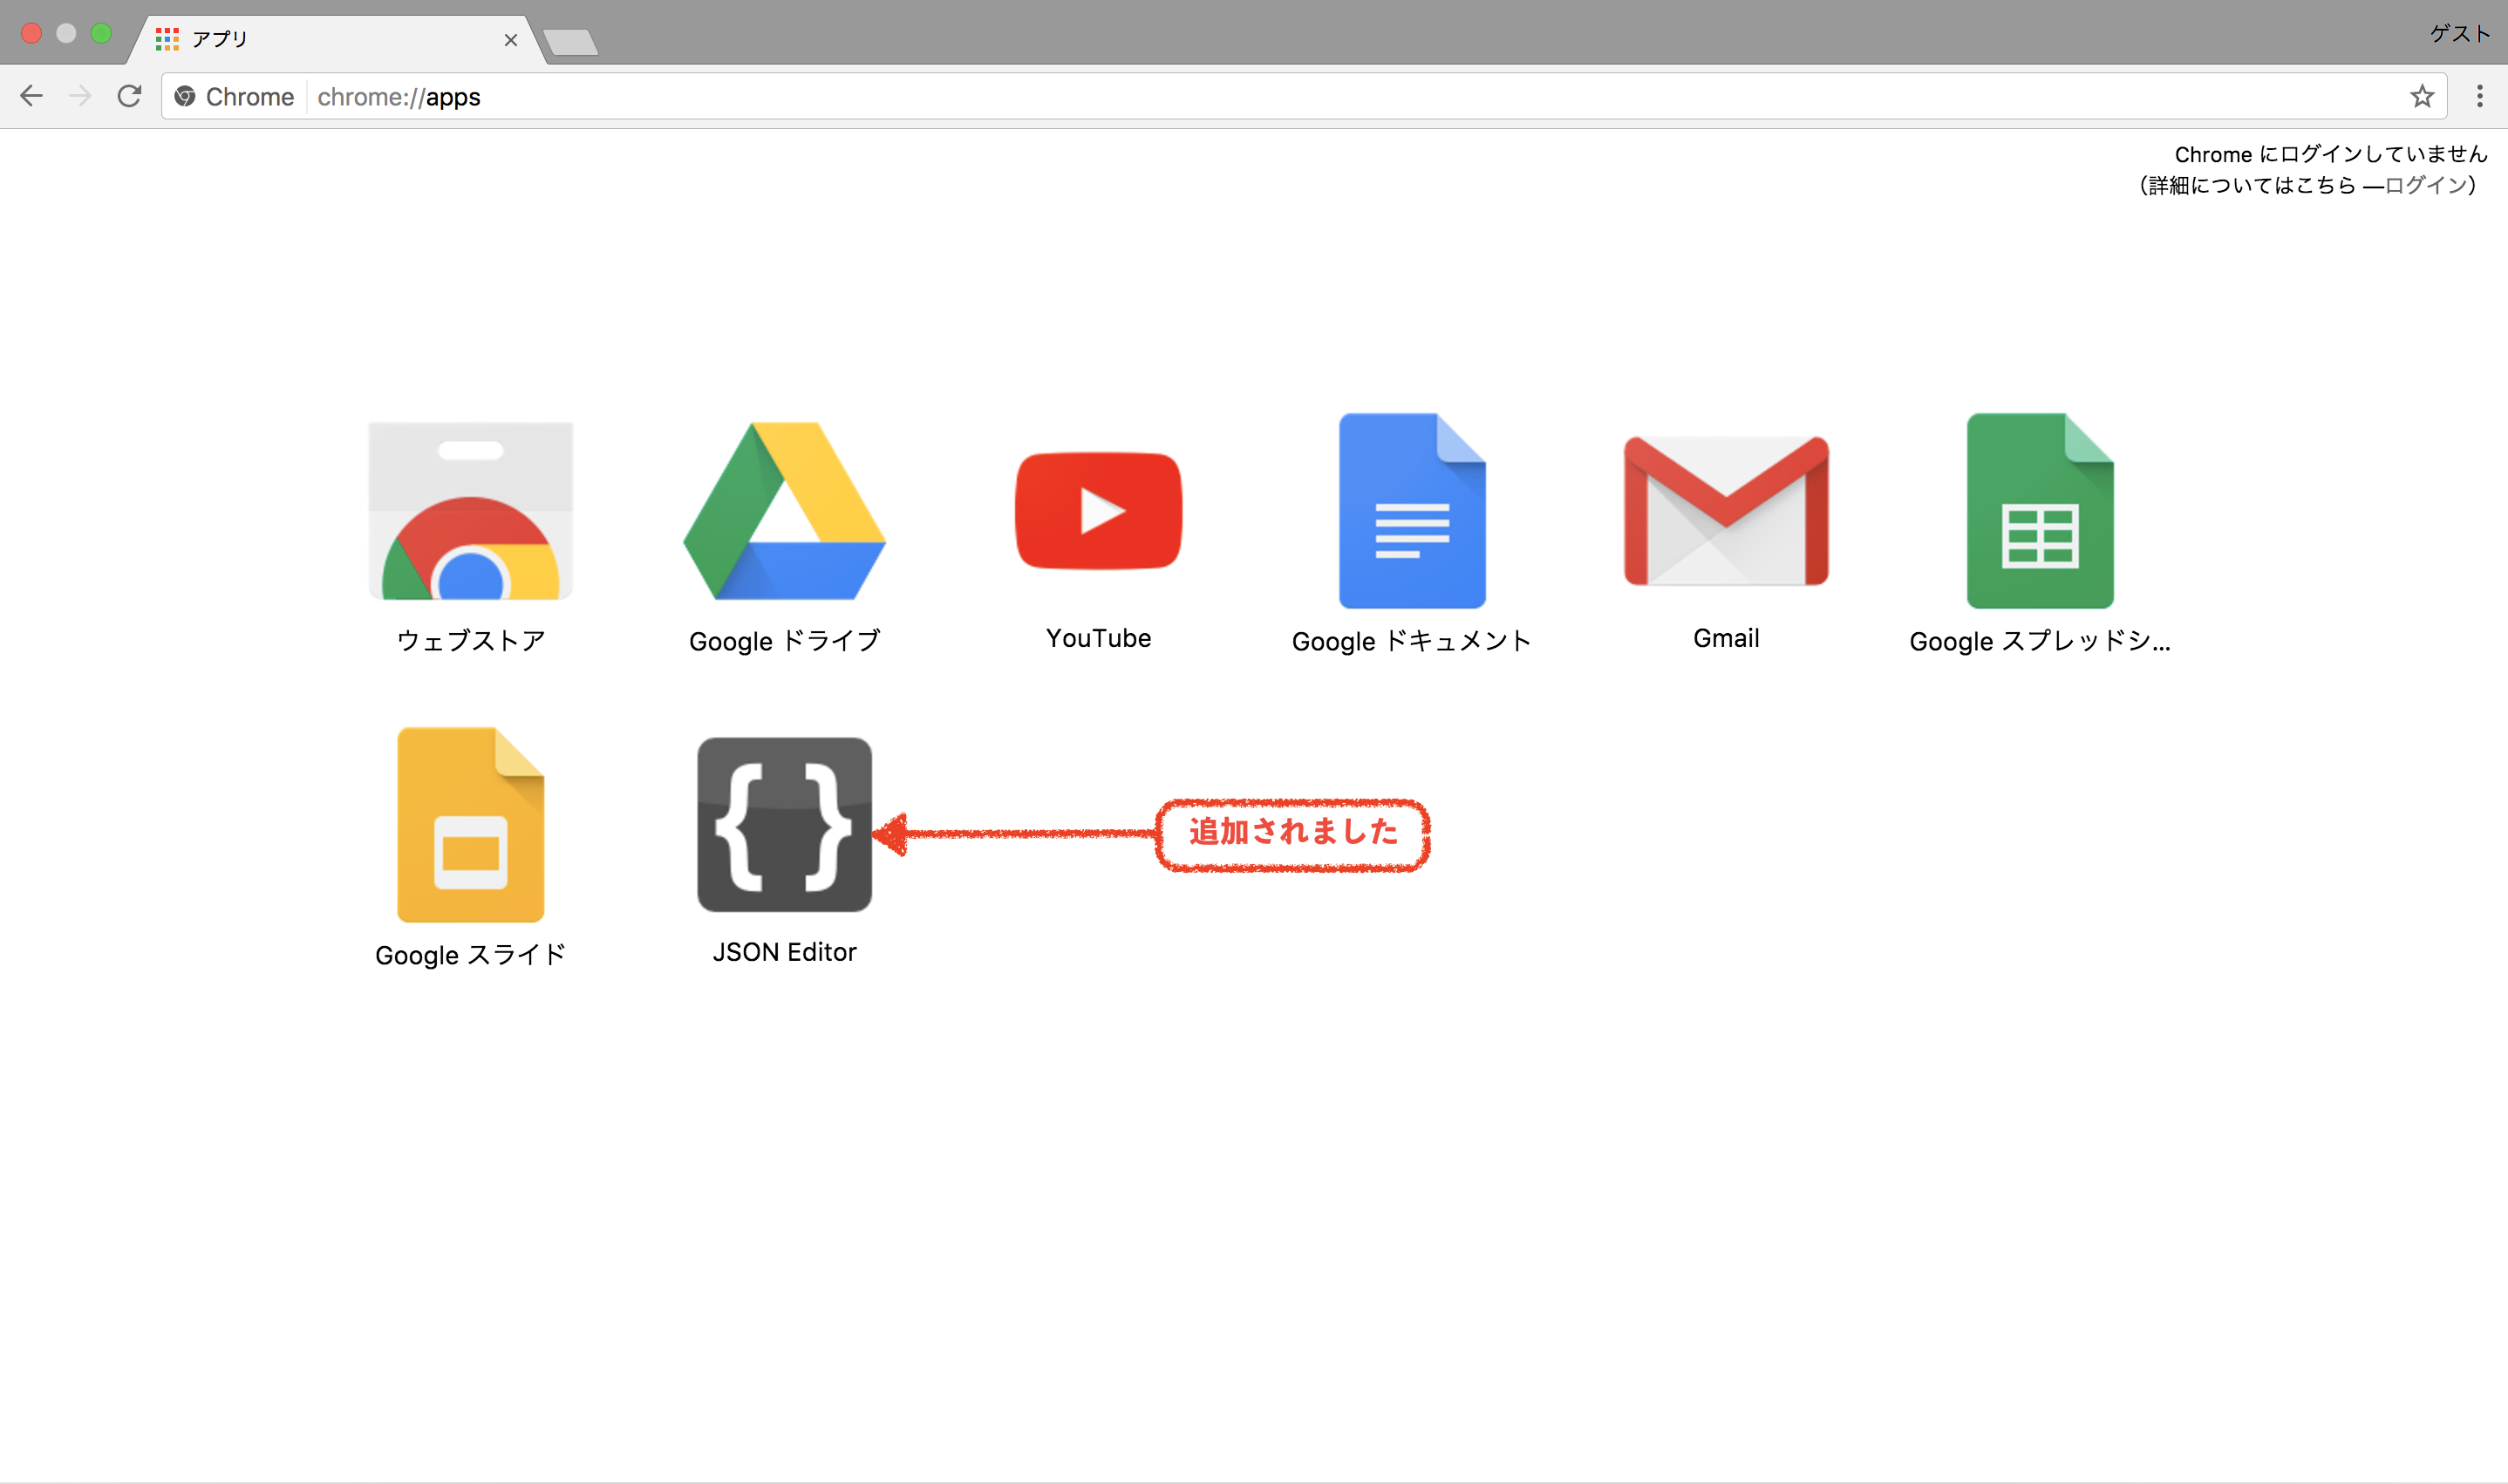 アプリ
ゲスト
Chrome chrome://apps
Chrome にログインしていません
（詳細についてはこちら —ログイン）
ウェブストア
Google ドライブ
YouTube
Google ドキュメント
Gmail
Google スプレッドシ...
Google スライド
JSON Editor
追加されました